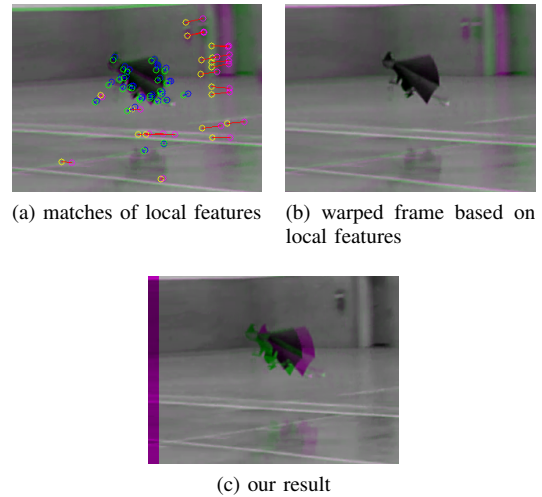 (a) matches of local features
(b) warped frame based on
local features
(c) our result